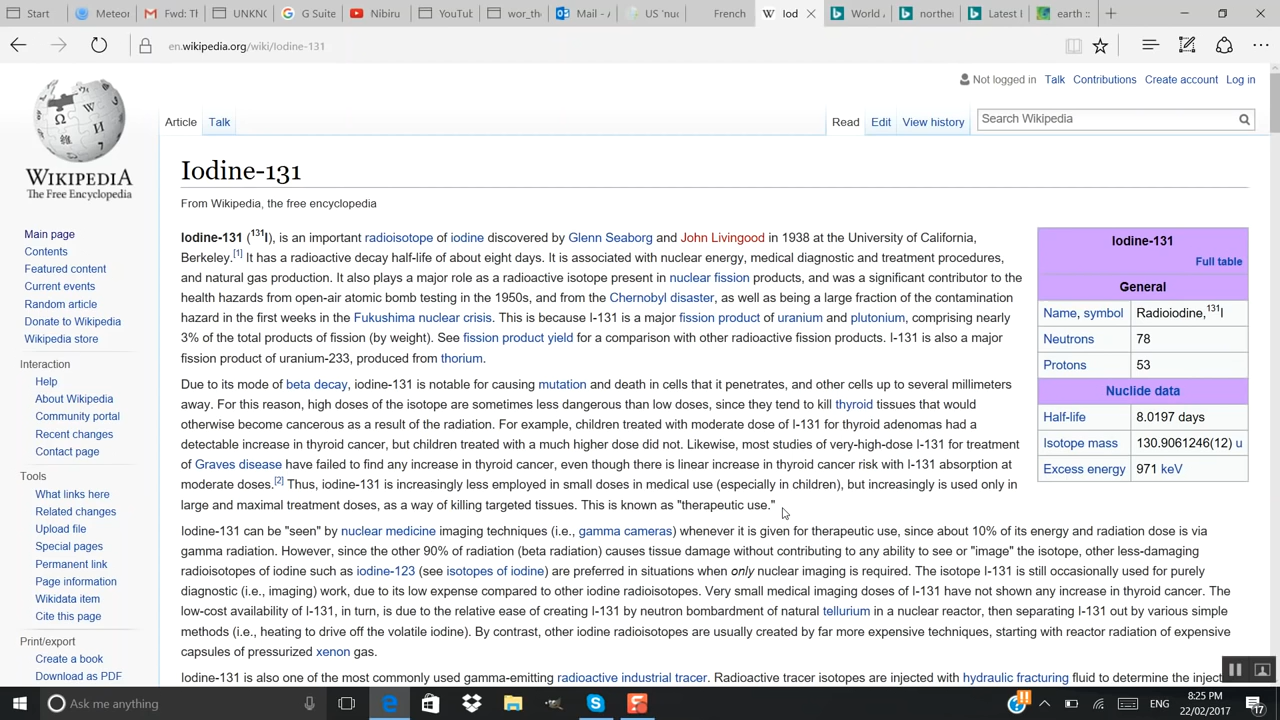 Start Meteo Fwd: T UNKNC G Suite Nibiru YouTu wor_the Mail - A US 'nuc French Iod World A northe Latest earth ::
en.wikipedia.org/wiki/Iodine-131
Not logged in Talk Contributions Create account Log in
Article Talk Read Edit View history Search Wikipedia
WIKIPEDIA
The Free Encyclopedia
Main page
Contents
Featured content
Current events
Random article
Donate to Wikipedia
Wikipedia store
Interaction
Help
About Wikipedia
Community portal
Recent changes
Contact page
Tools
What links here
Related changes
Upload file
Special pages
Permanent link
Page information
Wikidata item
Cite this page
Print/export
Create a book
Download as PDF
Iodine-131
From Wikipedia, the free encyclopedia
Iodine-131 (131I), is an important radioisotope of iodine discovered by Glenn Seaborg and John Livingood in 1938 at the University of California,
Berkeley.[1] It has a radioactive decay half-life of about eight days. It is associated with nuclear energy, medical diagnostic and treatment procedures,
and natural gas production. It also plays a major role as a radioactive isotope present in nuclear fission products, and was a significant contributor to the
health hazards from open-air atomic bomb testing in the 1950s, and from the Chernobyl disaster, as well as being a large fraction of the contamination
hazard in the first weeks in the Fukushima nuclear crisis. This is because I-131 is a major fission product of uranium and plutonium, comprising nearly
3% of the total products of fission (by weight). See fission product yield for a comparison with other radioactive fission products. I-131 is also a major
fission product of uranium-233, produced from thorium.
Due to its mode of beta decay, iodine-131 is notable for causing mutation and death in cells that it penetrates, and other cells up to several millimeters
away. For this reason, high doses of the isotope are sometimes less dangerous than low doses, since they tend to kill thyroid tissues that would
otherwise become cancerous as a result of the radiation. For example, children treated with moderate dose of I-131 for thyroid adenomas had a
detectable increase in thyroid cancer, but children treated with a much higher dose did not. Likewise, most studies of very-high-dose I-131 for treatment
of Graves disease have failed to find any increase in thyroid cancer, even though there is linear increase in thyroid cancer risk with I-131 absorption at
moderate doses.[2] Thus, iodine-131 is increasingly less employed in small doses in medical use (especially in children), but increasingly is used only in
large and maximal treatment doses, as a way of killing targeted tissues. This is known as "therapeutic use."
Iodine-131 can be "seen" by nuclear medicine imaging techniques (i.e., gamma cameras) whenever it is given for therapeutic use, since about 10% of its energy and radiation dose is via
gamma radiation. However, since the other 90% of radiation (beta radiation) causes tissue damage without contributing to any ability to see or "image" the isotope, other less-damaging
radioisotopes of iodine such as iodine-123 (see isotopes of iodine) are preferred in situations when only nuclear imaging is required. The isotope I-131 is still occasionally used for purely
diagnostic (i.e., imaging) work, due to its low expense compared to other iodine radioisotopes. Very small medical imaging doses of I-131 have not shown any increase in thyroid cancer. The
low-cost availability of I-131, in turn, is due to the relative ease of creating I-131 by neutron bombardment of natural tellurium in a nuclear reactor, then separating I-131 out by various simple
methods (i.e., heating to drive off the volatile iodine). By contrast, other iodine radioisotopes are usually created by far more expensive techniques, starting with reactor radiation of expensive
capsules of pressurized xenon gas.
Iodine-131 is also one of the most commonly used gamma-emitting radioactive industrial tracer. Radioactive tracer isotopes are injected with hydraulic fracturing fluid to determine the injec
Iodine-131
Full table
General
Name, symbol Radioiodine,131I
Neutrons 78
Protons 53
Nuclide data
Half-life 8.0197 days
Isotope mass 130.9061246(12) u
Excess energy 971 keV
Ask me anything
ENG
8:25 PM
22/02/2017
17